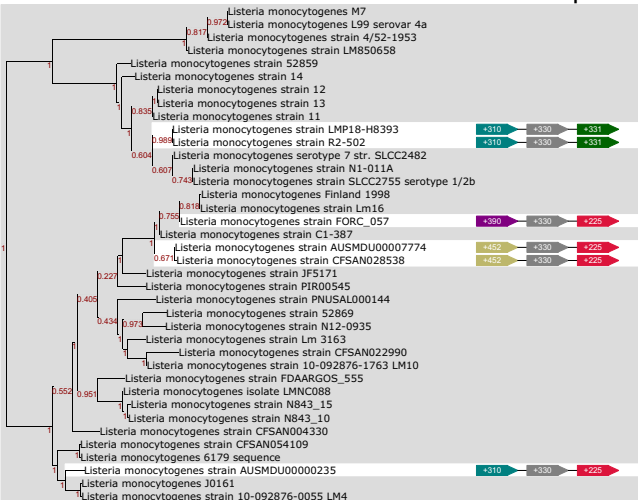 Listeria monocytogenes M7
0.972
Listeria monocytogenes L99 serovar 4a
0.817
Listeria monocytogenes strain 4/52-1953
1
Listeria monocytogenes strain LM850658
Listeria monocytogenes strain 52859
Listeria monocytogenes strain 14
1
Listeria monocytogenes strain 12
1
Listeria monocytogenes strain 13
0.835
Listeria monocytogenes strain 11
Listeria monocytogenes strain LMP18-H8393 +310 +330 +331
0.989
Listeria monocytogenes strain R2-502 +310 +330 +331
0.604
Listeria monocytogenes serotype 7 str. SLCC2482
0.607
Listeria monocytogenes strain N1-011A
0.743
Listeria monocytogenes strain SLCC2755 serotype 1/2b
Listeria monocytogenes Finland 1998
0.818
Listeria monocytogenes strain Lm16
0.755
Listeria monocytogenes strain FORC_057 +390 +330 +225
Listeria monocytogenes strain C1-387
1
Listeria monocytogenes strain AUSMDU00007774 +452 +330 +225
0.671
Listeria monocytogenes strain CFSAN028538 +452 +330 +225
1
Listeria monocytogenes strain JF5171
0.227
Listeria monocytogenes strain PIR00545
0.405
Listeria monocytogenes strain PNUSAL000144
Listeria monocytogenes strain 52869
0.434
0.973
Listeria monocytogenes strain N12-0935
Listeria monocytogenes strain Lm 3163
1
Listeria monocytogenes strain CFSAN022990
1
Listeria monocytogenes strain 10-092876-1763 LM10
Listeria monocytogenes strain FDAARGOS_555
0.552
0.951
Listeria monocytogenes isolate LMNC088
Listeria monocytogenes strain N843_15
1
Listeria monocytogenes strain N843_10
1
Listeria monocytogenes strain CFSAN004330
Listeria monocytogenes strain CFSAN054109
1
Listeria monocytogenes 6179 sequence
1
Listeria monocytogenes strain AUSMDU00000235 +310 +330 +225
1
Listeria monocytogenes J0161
1
Listeria monocytogenes strain 10-092876-0055 LM4